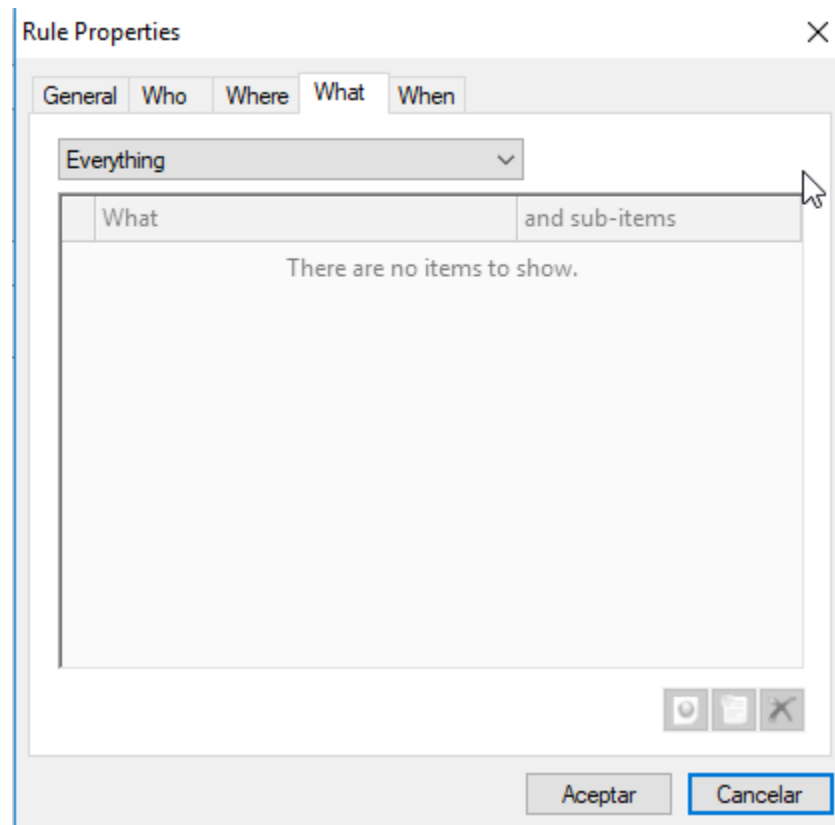 Rule Properties
General Who Where What When
Everything
What and sub-items
There are no items to show.
Aceptar Cancelar